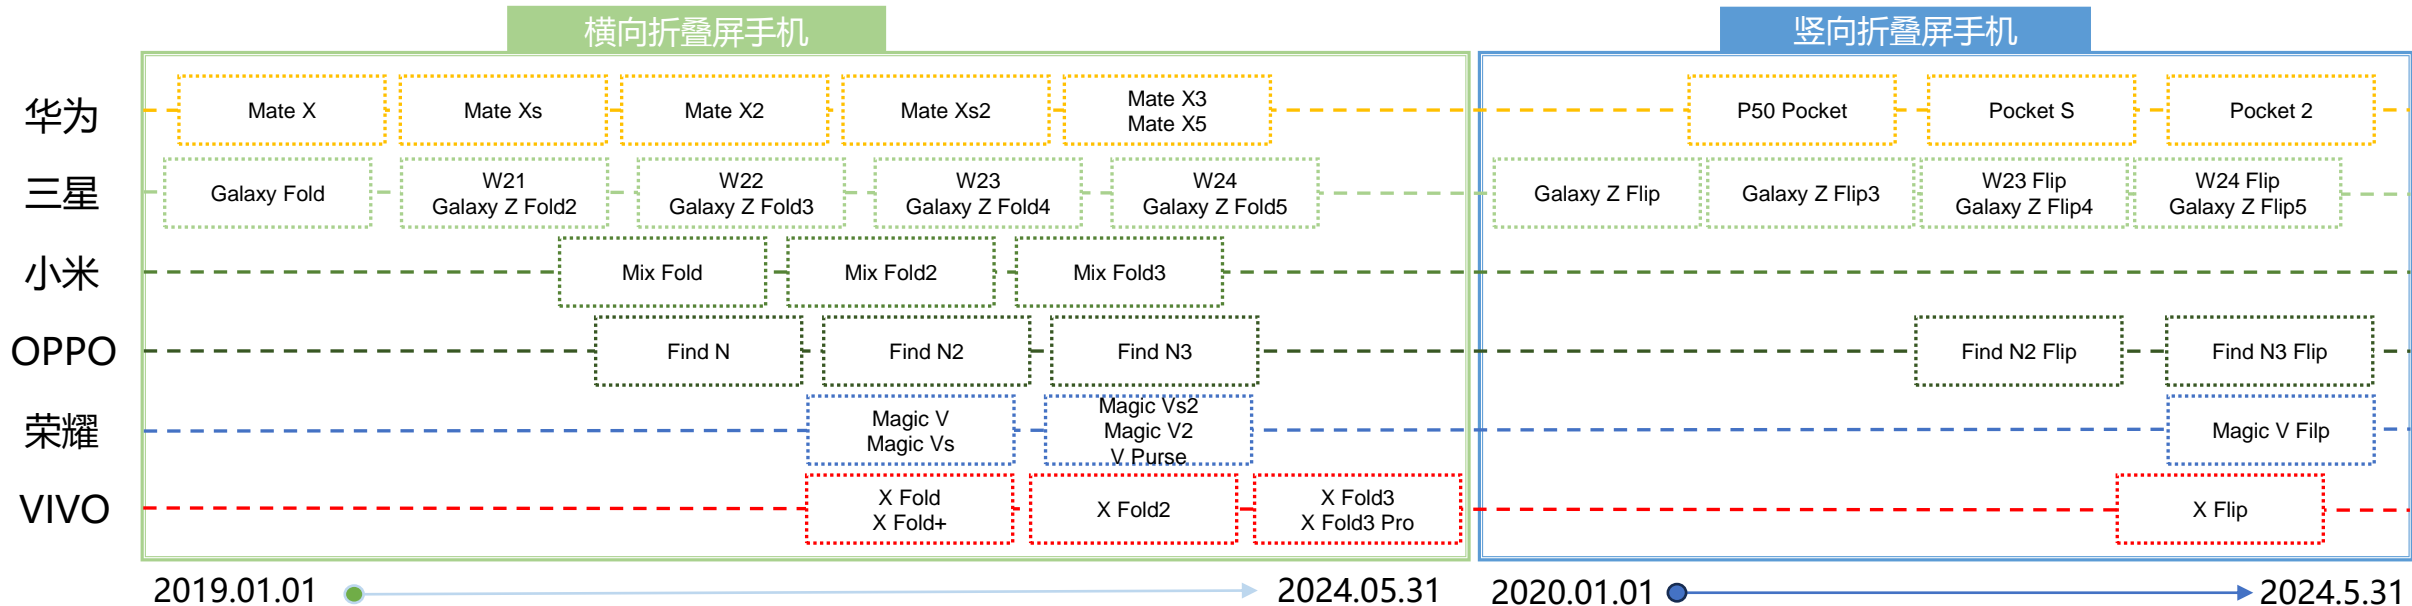 横向折叠屏手机
竖向折叠屏手机
华为
Mate X
Mate Xs
Mate X2
Mate Xs2
Mate X3
Mate X5
P50 Pocket
Pocket S
Pocket 2
三星
Galaxy Fold
W21
Galaxy Z Fold2
W22
Galaxy Z Fold3
W23
Galaxy Z Fold4
W24
Galaxy Z Fold5
Galaxy Z Flip
Galaxy Z Flip3
W23 Flip
Galaxy Z Flip4
W24 Flip
Galaxy Z Flip5
小米
Mix Fold
Mix Fold2
Mix Fold3
OPPO
Find N
Find N2
Find N3
Find N2 Flip
Find N3 Flip
荣耀
Magic V
Magic Vs
Magic Vs2
Magic V2
V Purse
Magic V Filp
VIVO
X Fold
X Fold+
X Fold2
X Fold3
X Fold3 Pro
X Flip
2019.01.01
2024.05.31
2020.01.01
2024.5.31